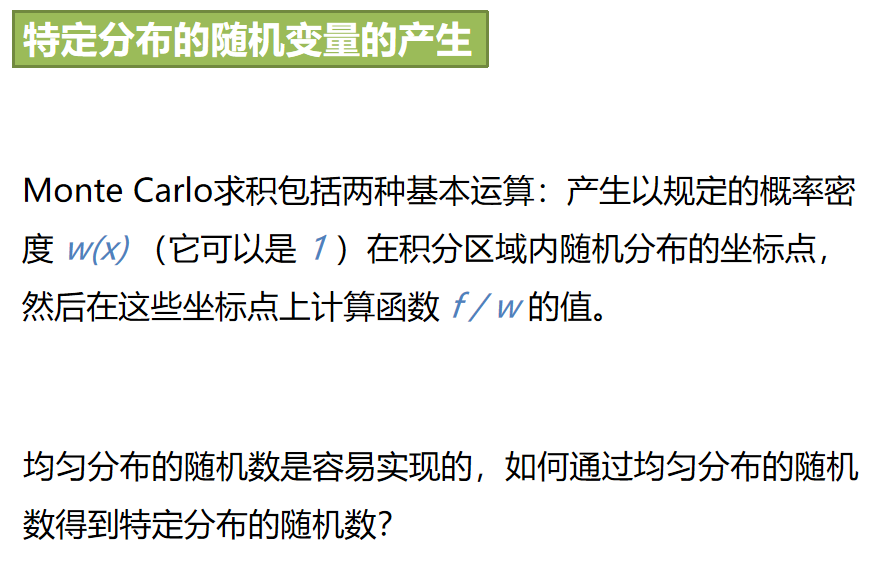 特定分布的随机变量的产生
Monte Carlo求积包括两种基本运算：产生以规定的概率密
度 w(x) （它可以是 1 ）在积分区域内随机分布的坐标点，
然后在这些坐标点上计算函数 f / w 的值。
均匀分布的随机数是容易实现的，如何通过均匀分布的随机
数得到特定分布的随机数？